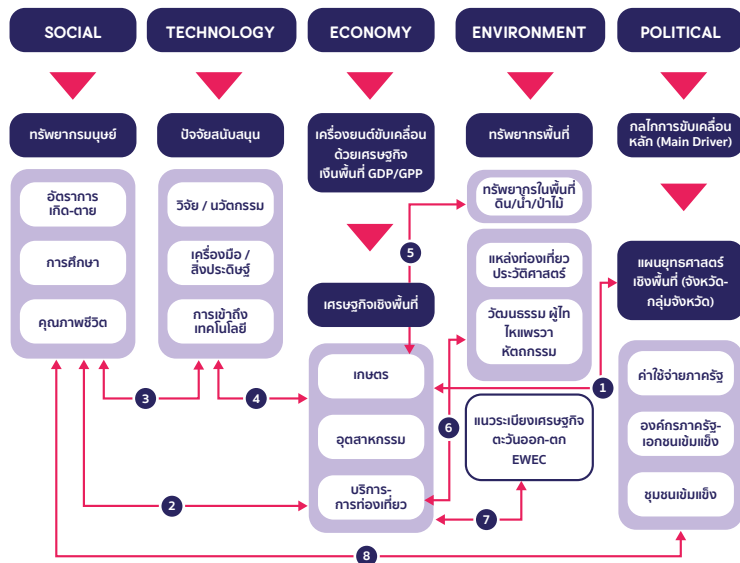 SOCIAL
TECHNOLOGY
ECONOMY
ENVIRONMENT
POLITICAL
ทรัพยากรมนุษย์
ปัจจัยสนับสนุน
เครื่องยนต์ขับเคลื่อน
ด้วยเศรษฐกิจ
เงินพื้นที่ GDP/GPP
ทรัพยากรพื้นที่
กลไกการขับเคลื่อน
หลัก (Main Driver)
อัตราการ
เกิด-ตาย
การศึกษา
คุณภาพชีวิต
วิจัย / นวัตกรรม
เครื่องมือ /
สิ่งประดิษฐ์
การเข้าถึง
เทคโนโลยี
เศรษฐกิจเชิงพื้นที่
เกษตร
อุตสาหกรรม
บริการ-
การท่องเที่ยว
ทรัพยากรในพื้นที่
ดิน/น้ำ/ป่าไม้
แหล่งท่องเที่ยว
ประวัติศาสตร์
วัฒนธรรม ผู้ไท
ไหแพรวา
หัตถกรรม
แนวระเบียงเศรษฐกิจ
ตะวันออก-ตก
EWEC
แผนยุทธศาสตร์
เชิงพื้นที่ (จังหวัด-
กลุ่มจังหวัด)
ค่าใช้จ่ายภาครัฐ
องค์กรภาครัฐ-
เอกชนเข้มแข็ง
ชุมชนเข้มแข็ง
5
1
3
4
6
2
7
8